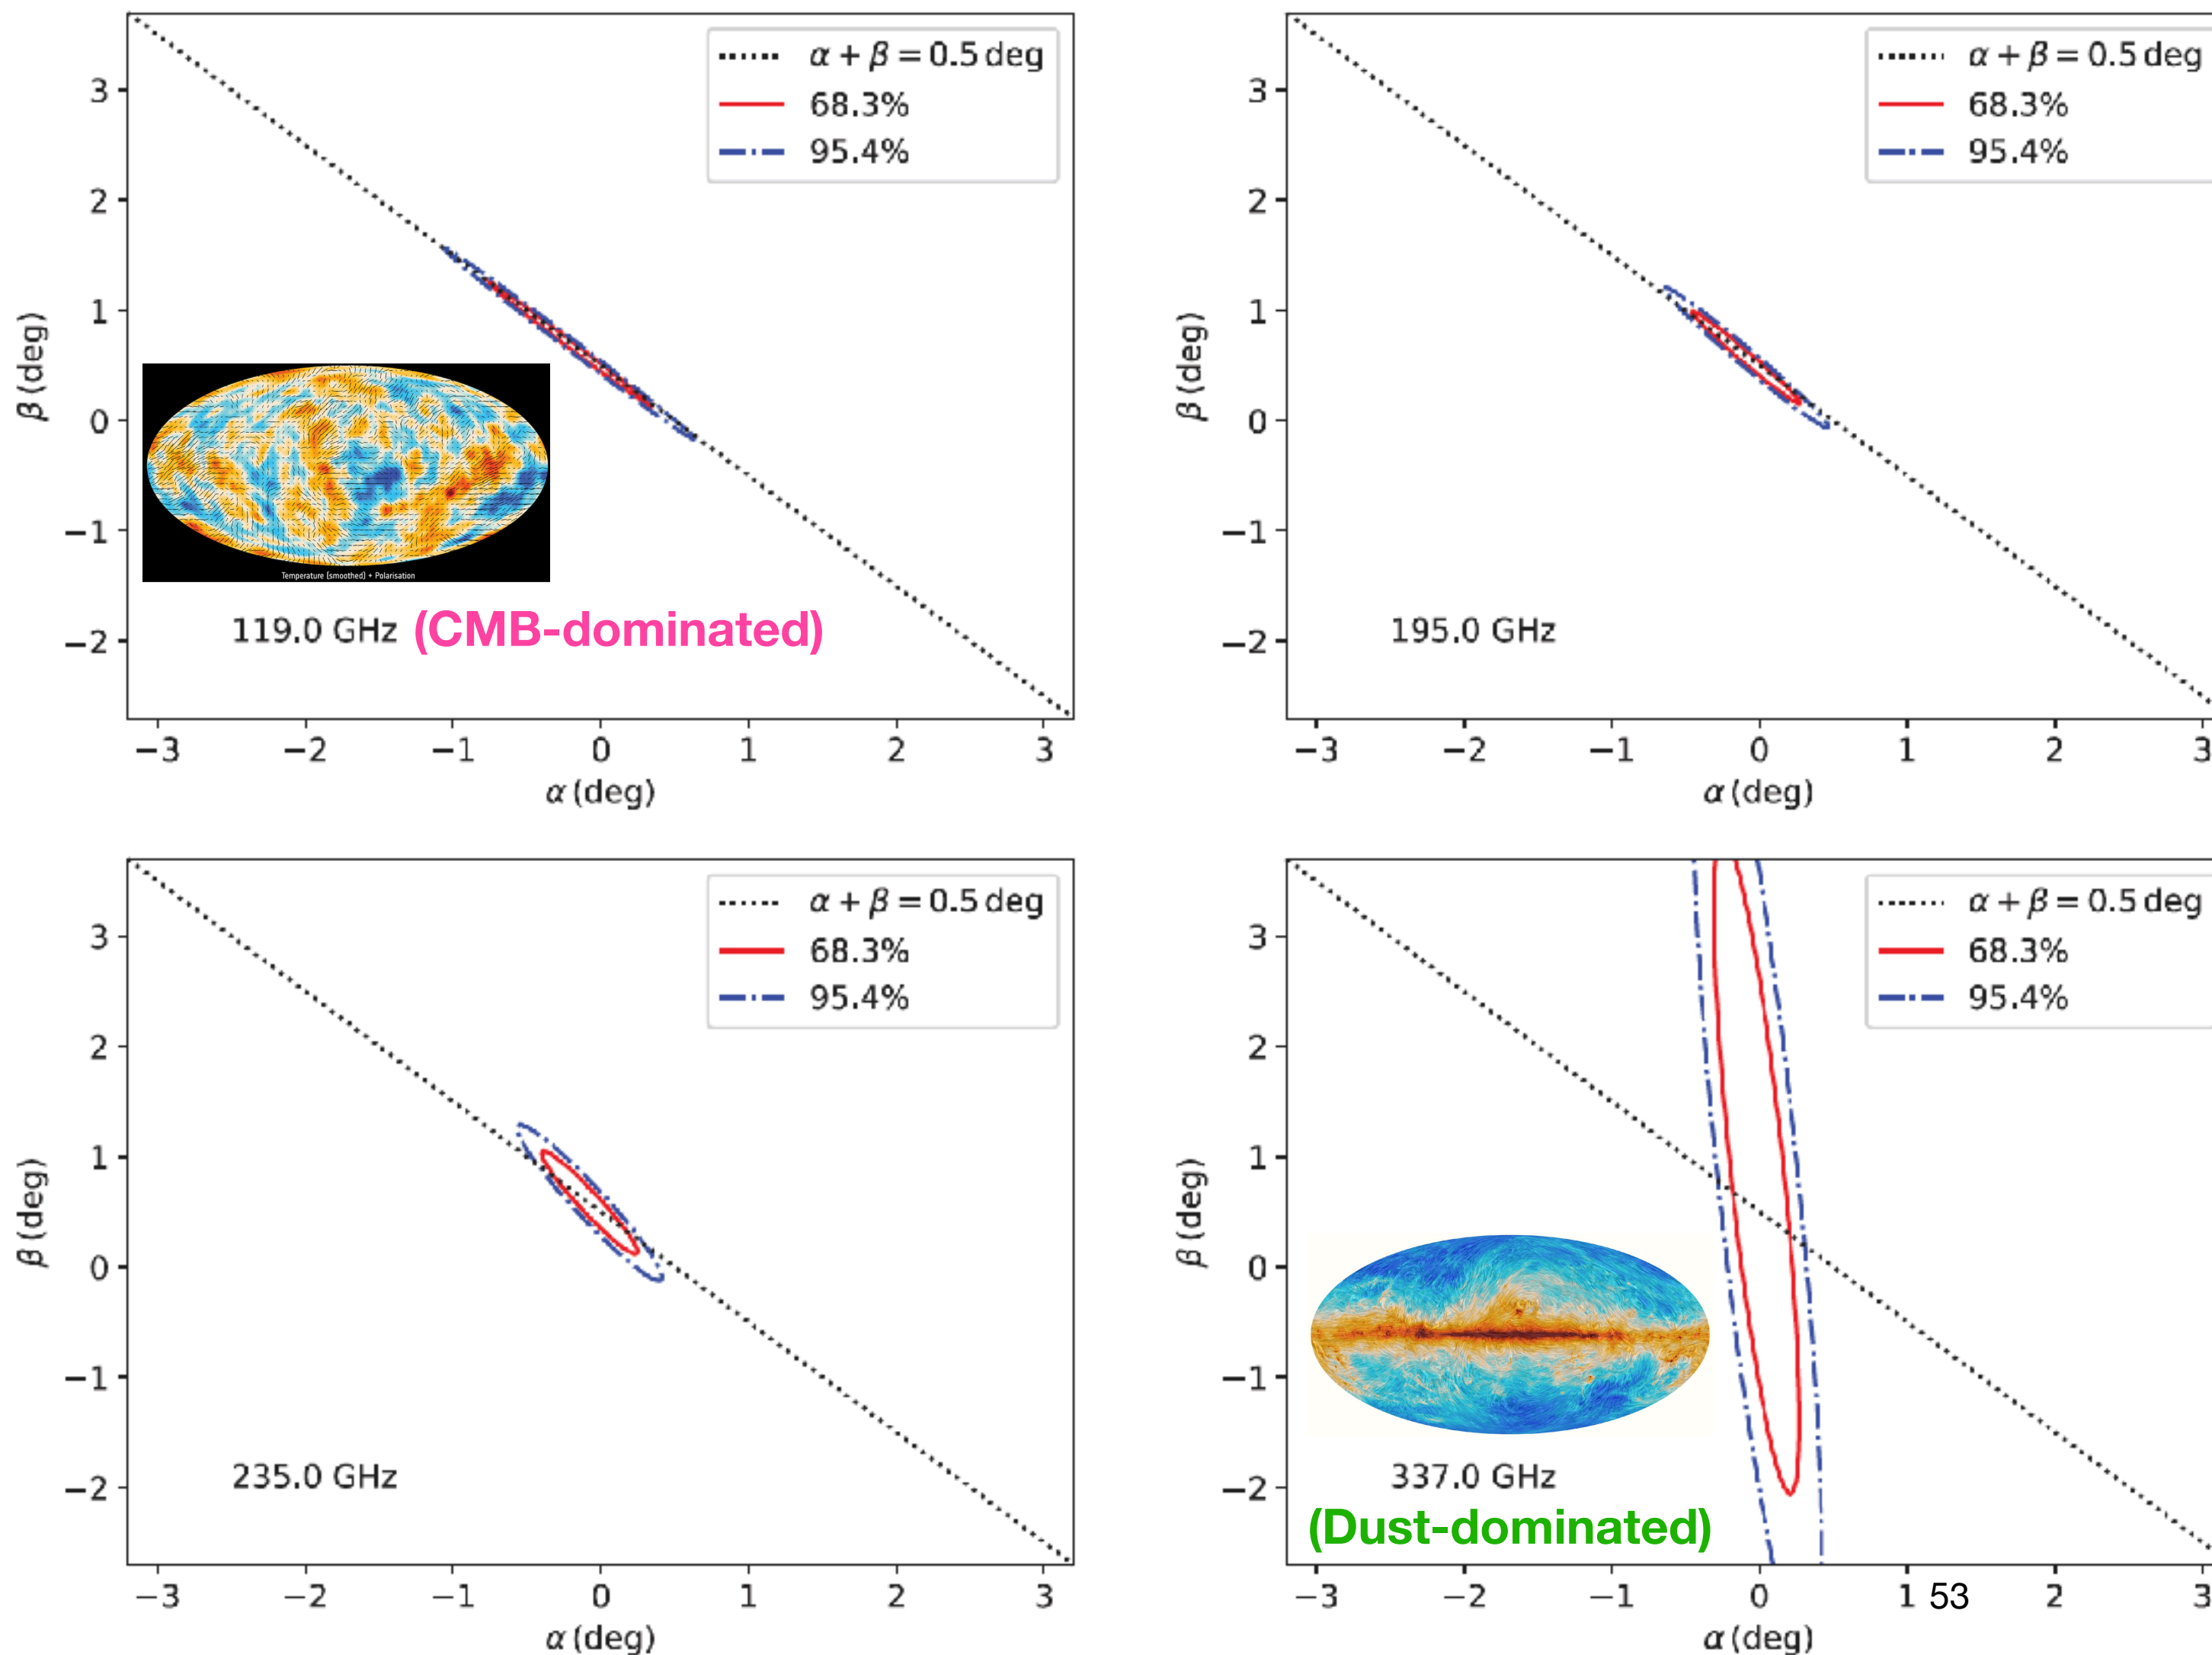 α + β = 0.5 deg
68.3%
95.4%
3
2
1
0
−1
−2
β (deg)
Temperature (smoothed) + Polarisation
119.0 GHz (CMB-dominated)
−3 −2 −1 0 1 2 3
α (deg)
α + β = 0.5 deg
68.3%
95.4%
3
2
1
0
−1
−2
β (deg)
195.0 GHz
−3 −2 −1 0 1 2 3
α (deg)
α + β = 0.5 deg
68.3%
95.4%
3
2
1
0
−1
−2
β (deg)
235.0 GHz
−3 −2 −1 0 1 2 3
α (deg)
α + β = 0.5 deg
68.3%
95.4%
3
2
1
0
−1
−2
β (deg)
337.0 GHz
(Dust-dominated)
−3 −2 −1 0 1 2 3
53
α (deg)